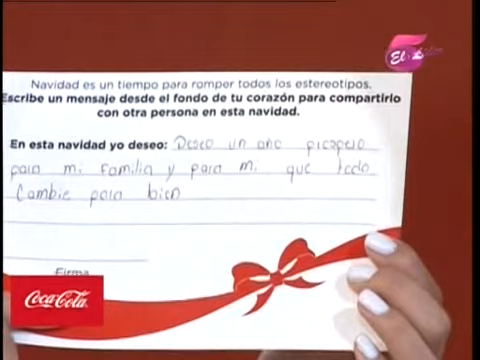 Navidad es un tiempo para romper todos los estereotipos.
Escribe un mensaje desde el fondo de tu corazón para compartirlo
con otra persona en esta navidad.
En esta navidad yo deseo: Deseo un año
para mi familia y para mi que todo
Cambie para bien
Firma
Coca-Cola
5
El